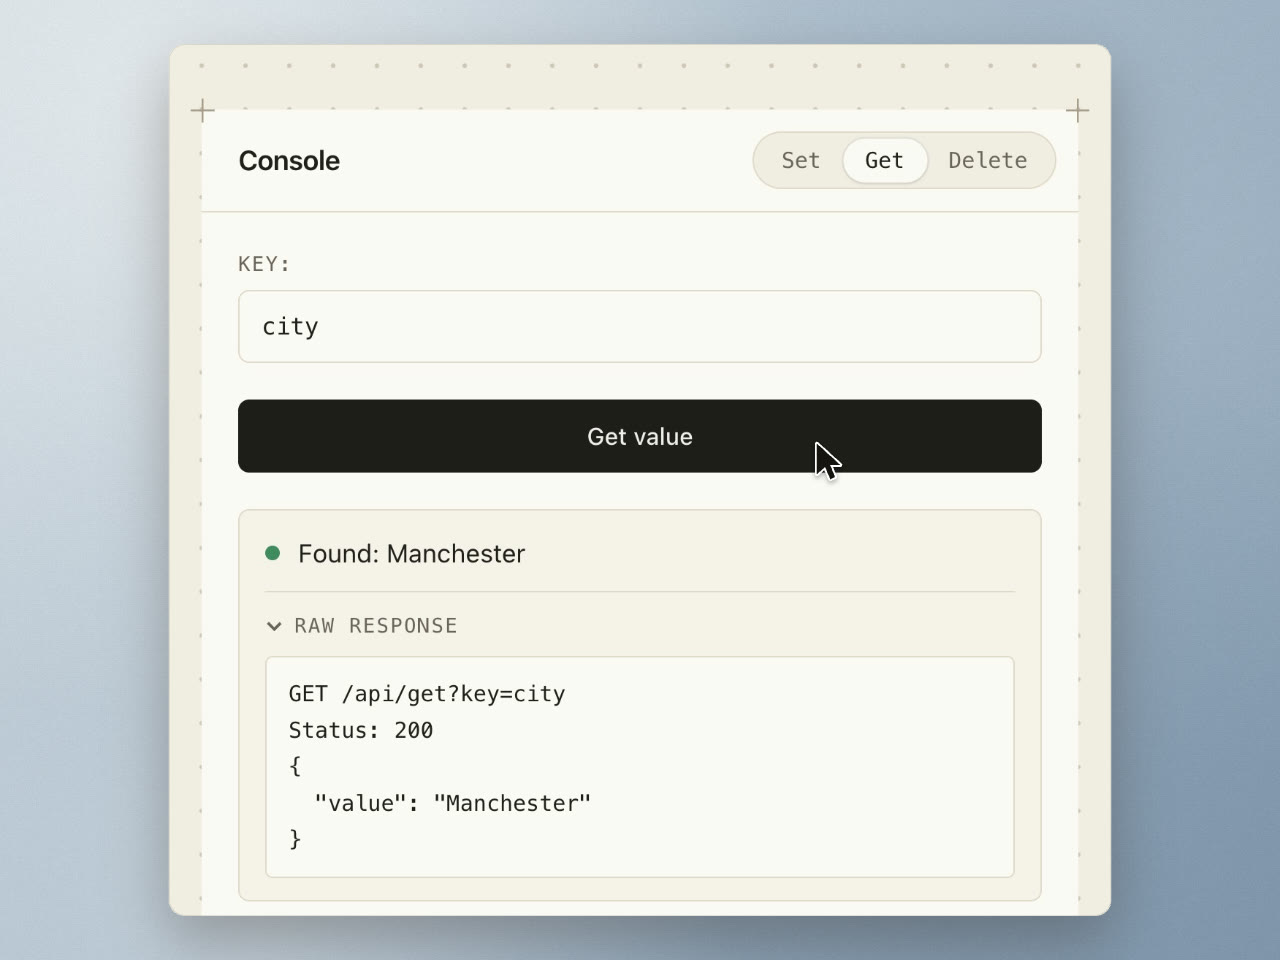 Console
Set Get Delete
KEY:
city
Get value
Found: Manchester
RAW RESPONSE
GET /api/get?key=city
Status: 200
{
  "value": "Manchester"
}